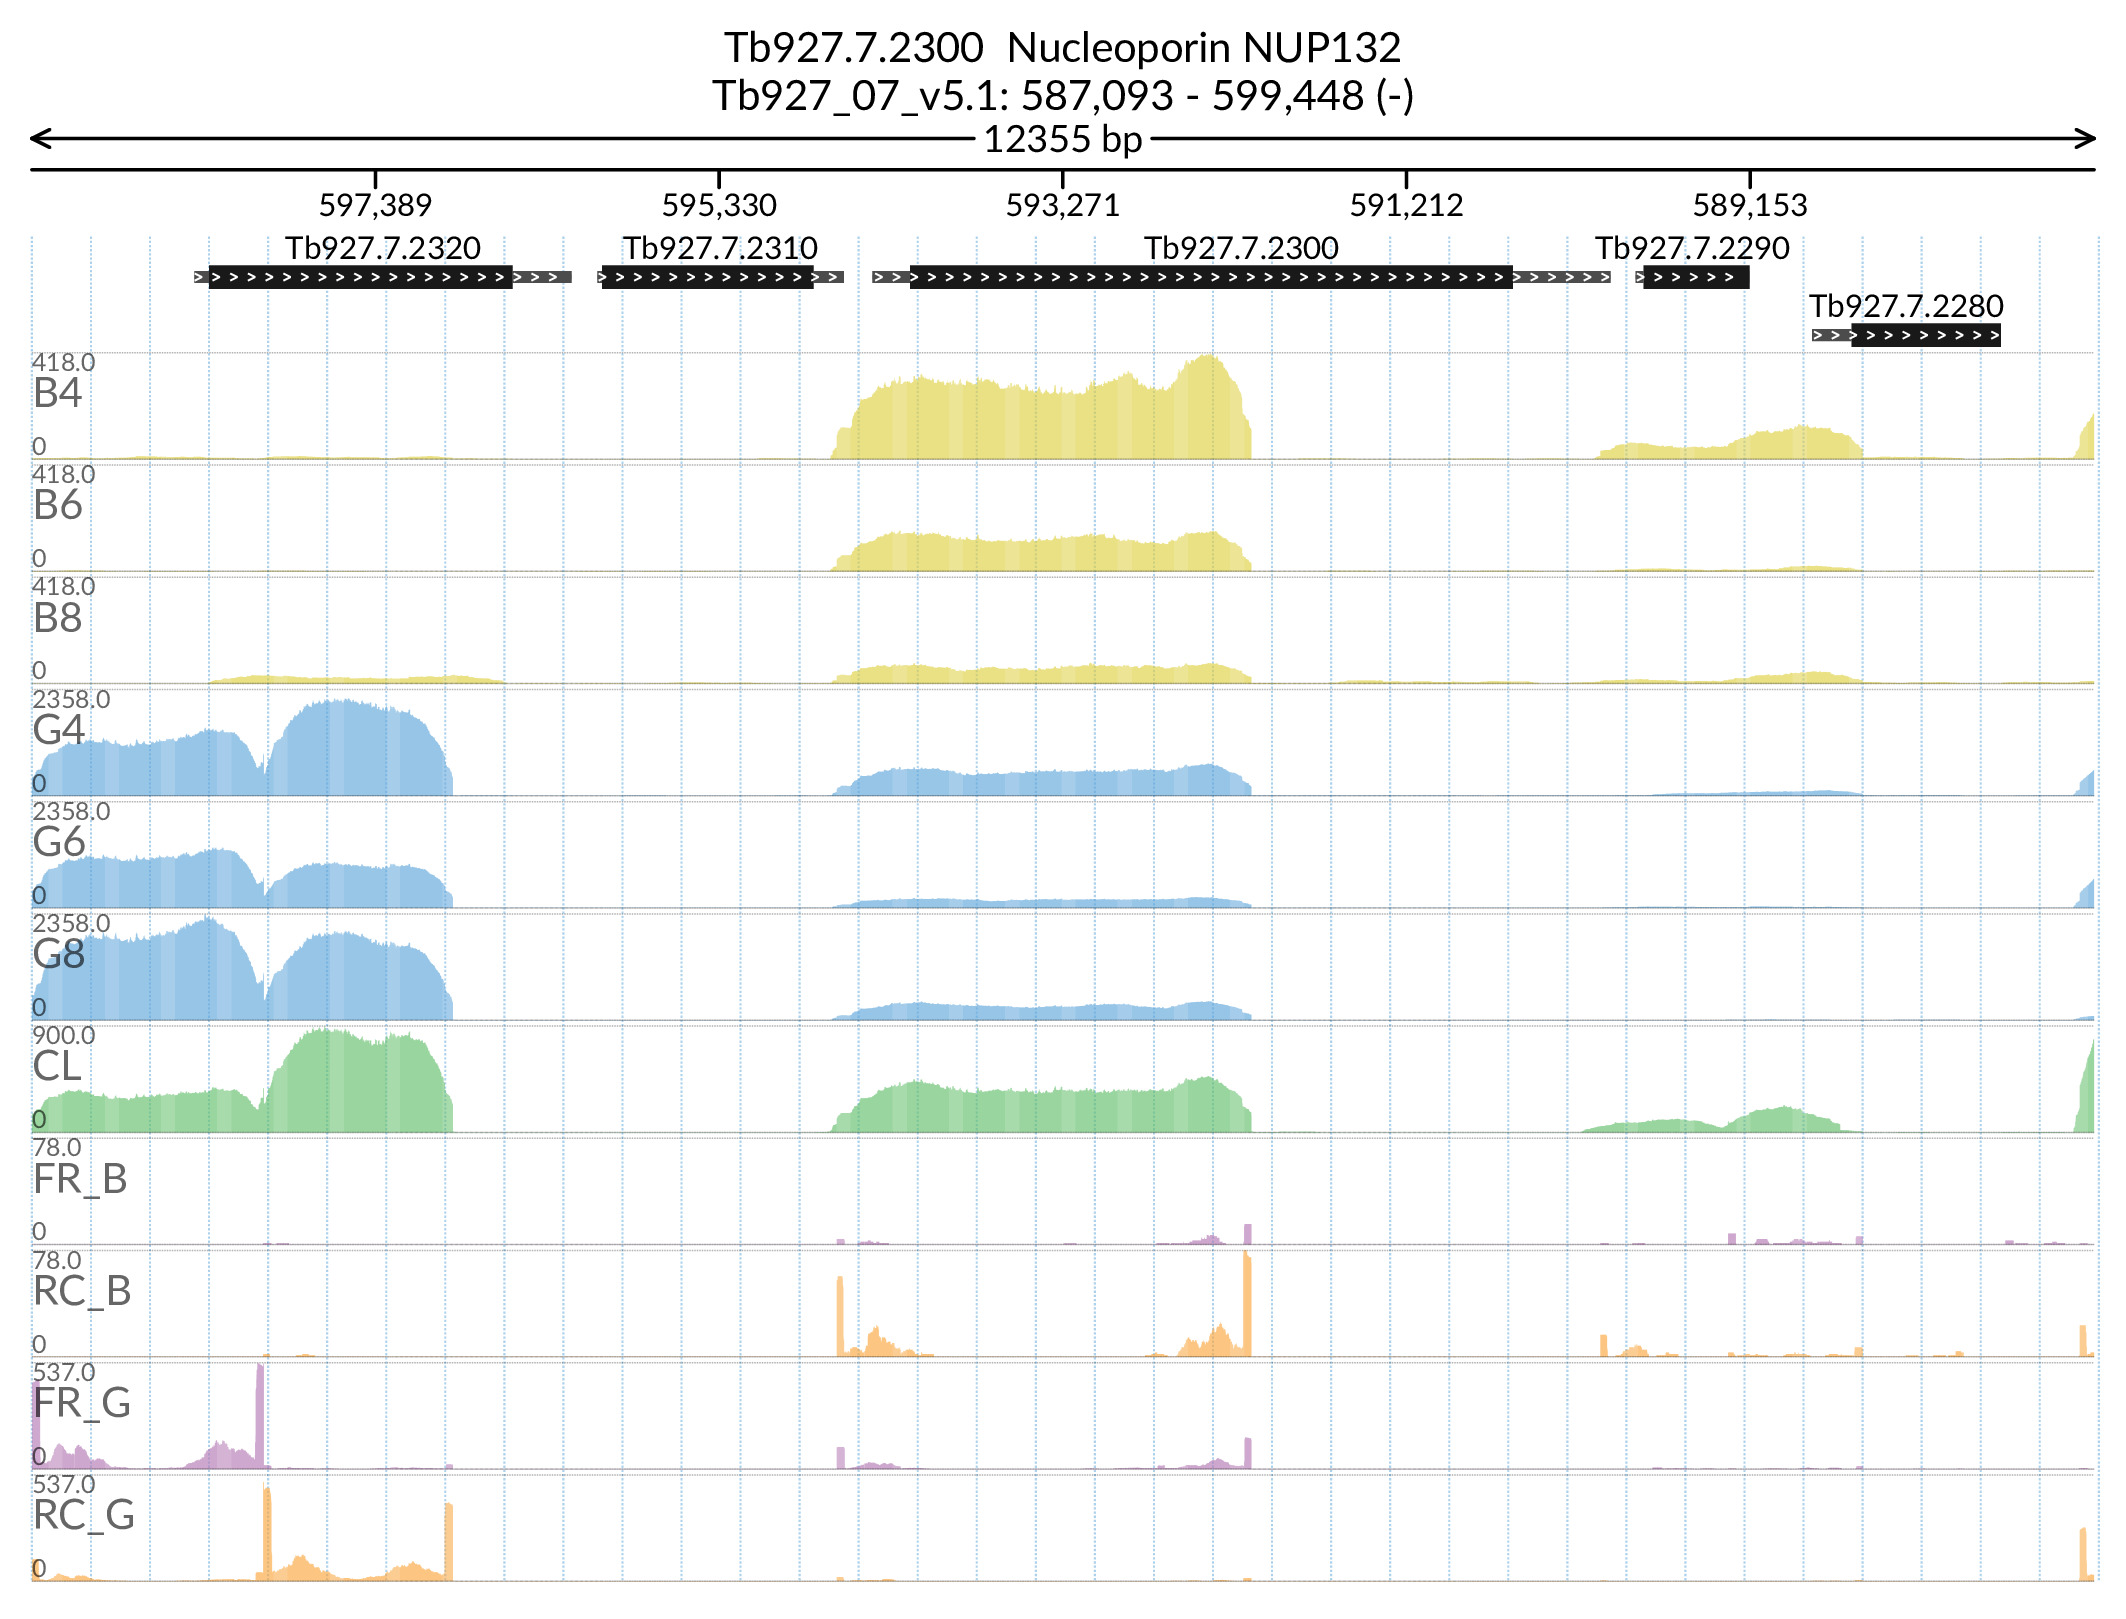 Tb927.7.2300  Nucleoporin NUP132
Tb927_07_v5.1: 587,093 - 599,448 (-)
12355 bp
597,389 595,330 593,271 591,212 589,153
Tb927.7.2320 Tb927.7.2310 Tb927.7.2300 Tb927.7.2290
Tb927.7.2280
418.0
B4
0
418.0
B6
0
418.0
B8
0
2358.0
G4
0
2358.0
G6
0
2358.0
G8
0
900.0
CL
0
78.0
FR_B
0
78.0
RC_B
0
537.0
FR_G
0
537.0
RC_G
0